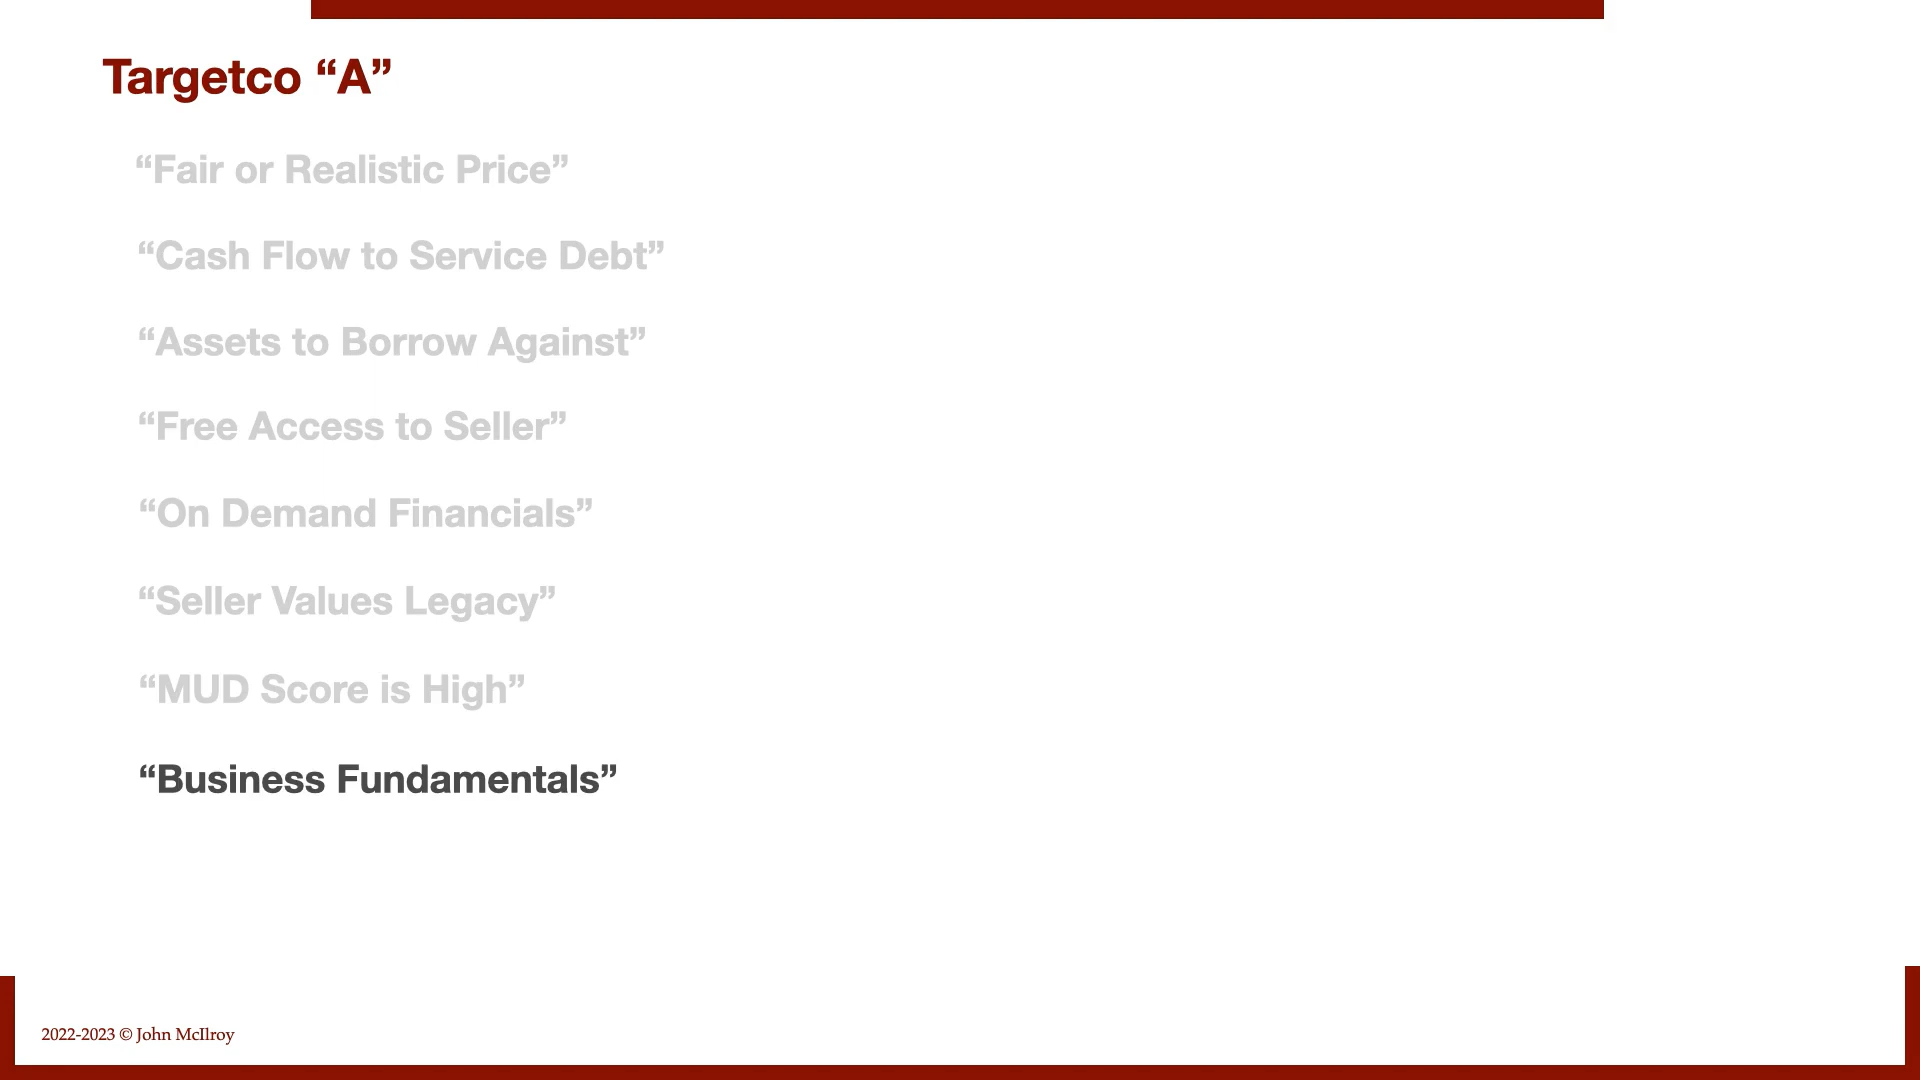 Targetco “A”
“Fair or Realistic Price”
“Cash Flow to Service Debt”
“Assets to Borrow Against”
“Free Access to Seller”
“On Demand Financials”
“Seller Values Legacy”
“MUD Score is High”
“Business Fundamentals”
2022-2023 © John McIlroy